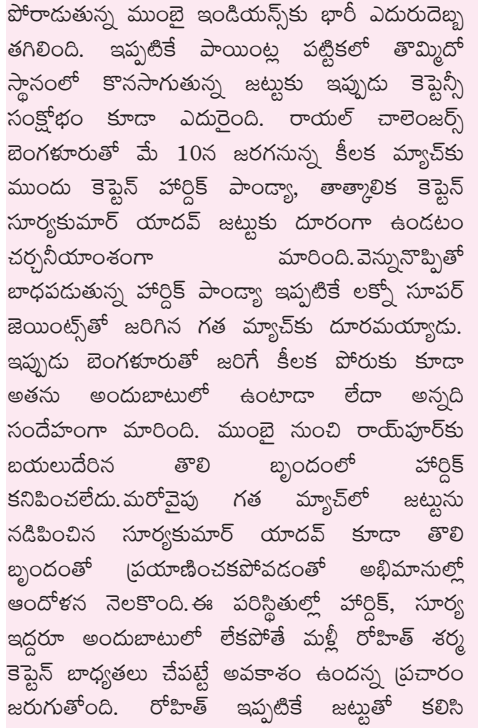 పోరాడుతున్న ముంబై ఇండియన్స్‌కు భారీ ఎదురుదెబ్బ
తగిలింది. ఇప్పటికే పాయింట్ల పట్టికలో తొమ్మిదో
స్థానంలో కొనసాగుతున్న జట్టుకు ఇప్పుడు కెప్టెన్సీ
సంక్షోభం కూడా ఎదురైంది. రాయల్ చాలెంజర్స్
బెంగళూరుతో మే 10న జరగనున్న కీలక మ్యాచ్‌కు
ముందు కెప్టెన్ హార్దిక్ పాండ్యా, తాత్కాలిక కెప్టెన్
సూర్యకుమార్ యాదవ్ జట్టుకు దూరంగా ఉండటం
చర్చనీయాంశంగా మారింది.వెన్నునొప్పితో
బాధపడుతున్న హార్దిక్ పాండ్యా ఇప్పటికే లక్నో సూపర్
జెయింట్స్‌తో జరిగిన గత మ్యాచ్‌కు దూరమయ్యాడు.
ఇప్పుడు బెంగళూరుతో జరిగే కీలక పోరుకు కూడా
అతను అందుబాటులో ఉంటాడా లేదా అన్నది
సందేహంగా మారింది. ముంబై నుంచి రాయ్‌పూర్‌కు
బయలుదేరిన తొలి బృందంలో హార్దిక్
కనిపించలేదు.మరోవైపు గత మ్యాచ్‌లో జట్టును
నడిపించిన సూర్యకుమార్ యాదవ్ కూడా తొలి
బృందంతో ప్రయాణించకపోవడంతో అభిమానుల్లో
ఆందోళన నెలకొంది.ఈ పరిస్థితుల్లో హార్దిక్, సూర్య
ఇద్దరూ అందుబాటులో లేకపోతే మళ్లీ రోహిత్ శర్మ
కెప్టెన్ బాధ్యతలు చేపట్టే అవకాశం ఉందన్న ప్రచారం
జరుగుతోంది. రోహిత్ ఇప్పటికే జట్టుతో కలిసి